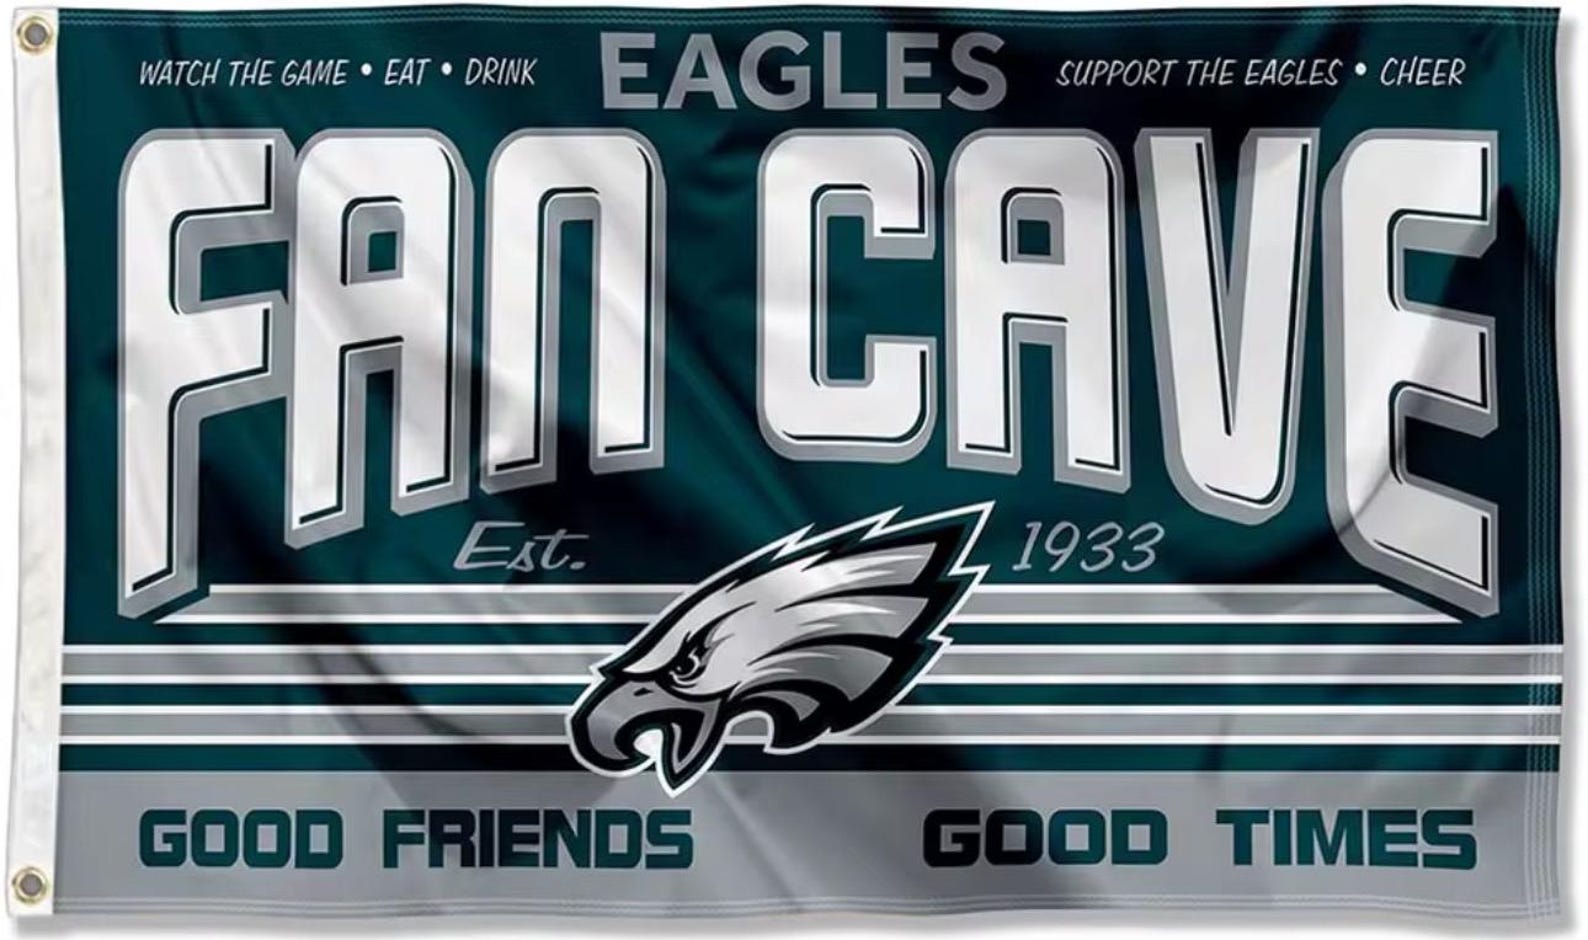 WATCH THE GAME • EAT • DRINK
EAGLES
SUPPORT THE EAGLES • CHEER
FAN CAVE
Est. 1933
GOOD FRIENDS GOOD TIMES